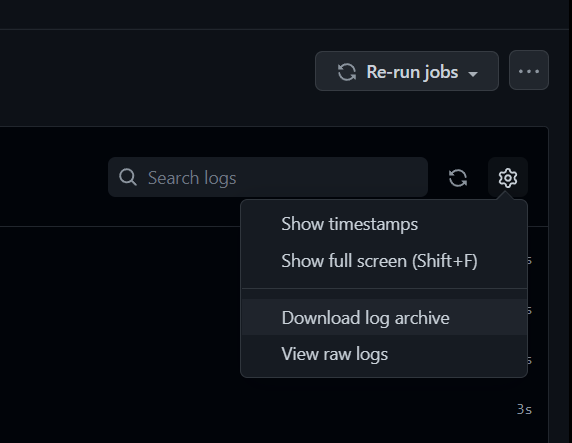 Re-run jobs
Search logs
Show timestamps
Show full screen (Shift+F)
s
Download log archive
s
View raw logs
s
3s